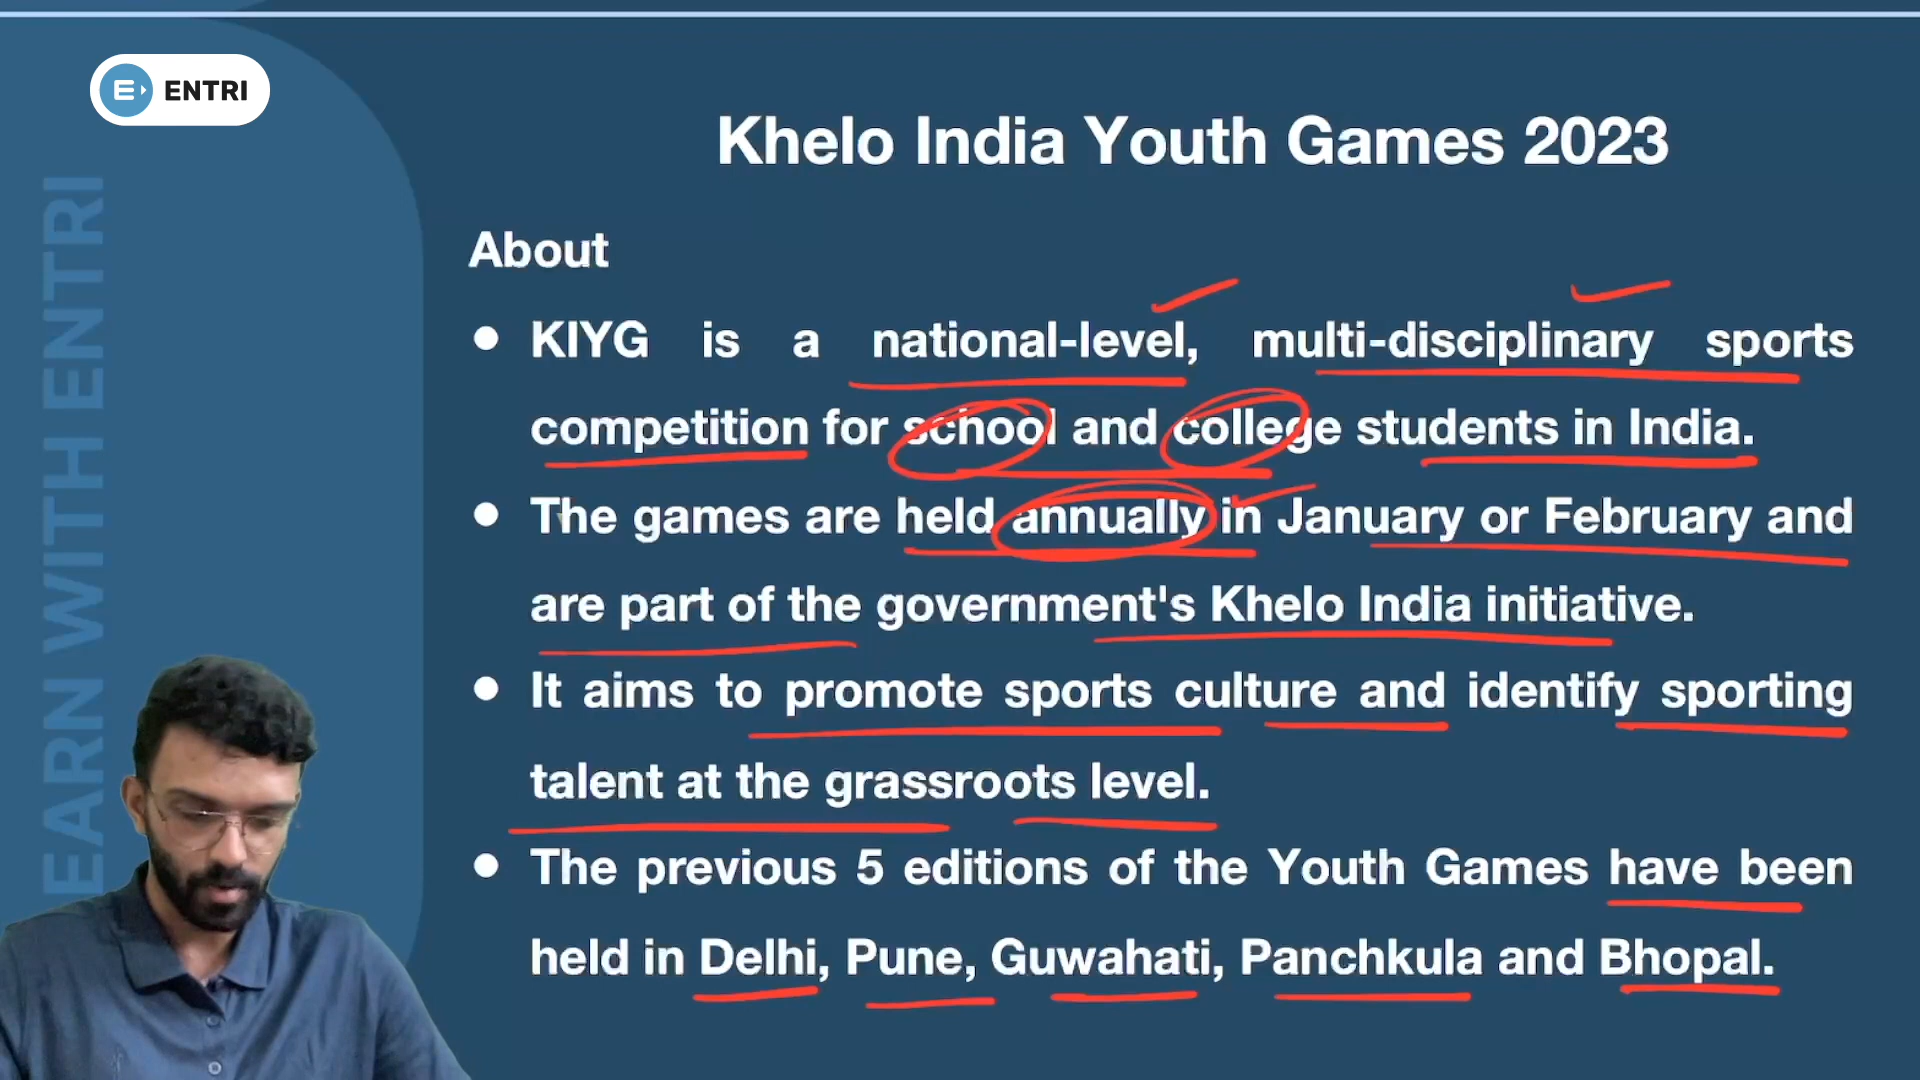 ENTRI
Khelo India Youth Games 2023
About
● KIYG is a national-level, multi-disciplinary sports
competition for school and college students in India.
● The games are held annually in January or February and
are part of the government's Khelo India initiative.
● It aims to promote sports culture and identify sporting
talent at the grassroots level.
● The previous 5 editions of the Youth Games have been
held in Delhi, Pune, Guwahati, Panchkula and Bhopal.
EARN WITH ENTRI